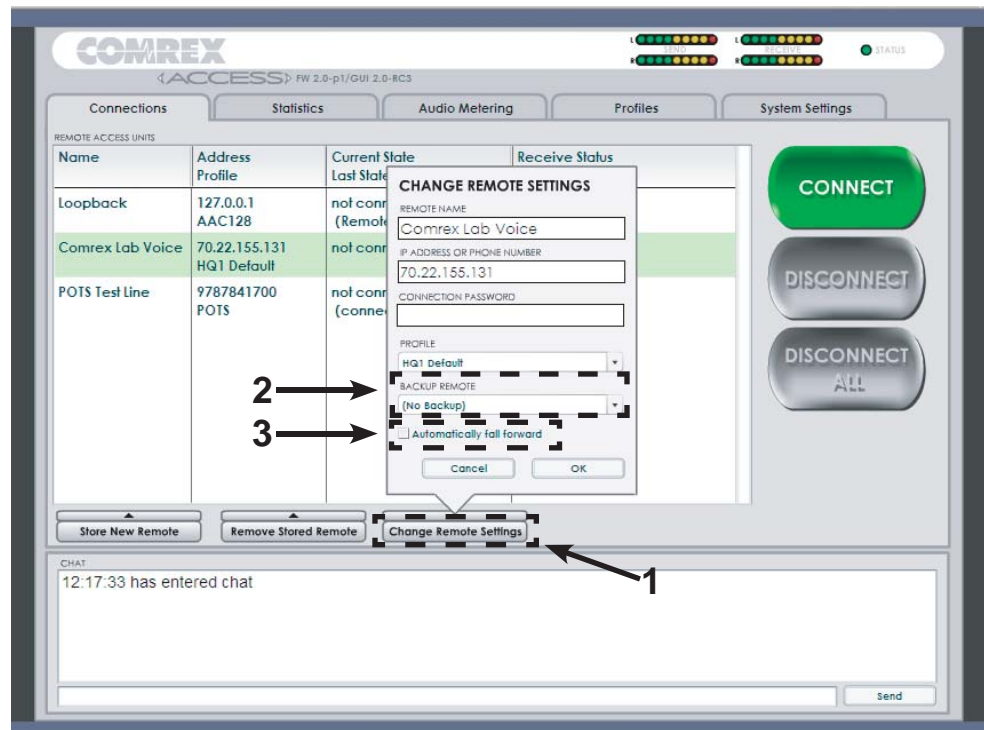 COMREX
ACCESS FW 2.0-p1/GUI 2.0-RC3
L SEND
R
L RECEIVE
R
STATUS
Connections
Statistics
Audio Metering
Profiles
System Settings
REMOTE ACCESS UNITS
Name Address Current State Receive Status
Profile Last State
Loopback 127.0.0.1 not conn
AAC128 (Remote
Comrex Lab Voice 70.22.155.131 not conn
HQ1 Default
POTS Test Line 9787841700 not conn
POTS (connec
CHANGE REMOTE SETTINGS
REMOTE NAME
Comrex Lab Voice
IP ADDRESS OR PHONE NUMBER
70.22.155.131
CONNECTION PASSWORD
PROFILE
HQ1 Default
BACKUP REMOTE
(No Backup)
Automatically fall forward
Cancel OK
2
3
CONNECT
DISCONNECT
DISCONNECT
ALL
Store New Remote
Remove Stored Remote
Change Remote Settings
1
CHAT
12:17:33 has entered chat
Send